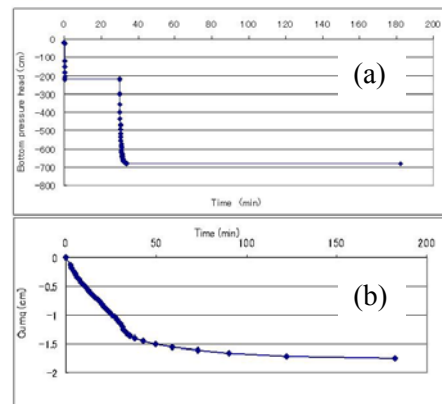 0 20 40 60 80 100 120 140 160 180 200
0
-100
-200
-300
-400
-500
-600
-700
-800
Bottom pressure head (cm)
(a)
Time (min)
Time (min)
0 50 100 150 200
0
-0.5
-1
-1.5
-2
Cumq (cm)
(b)